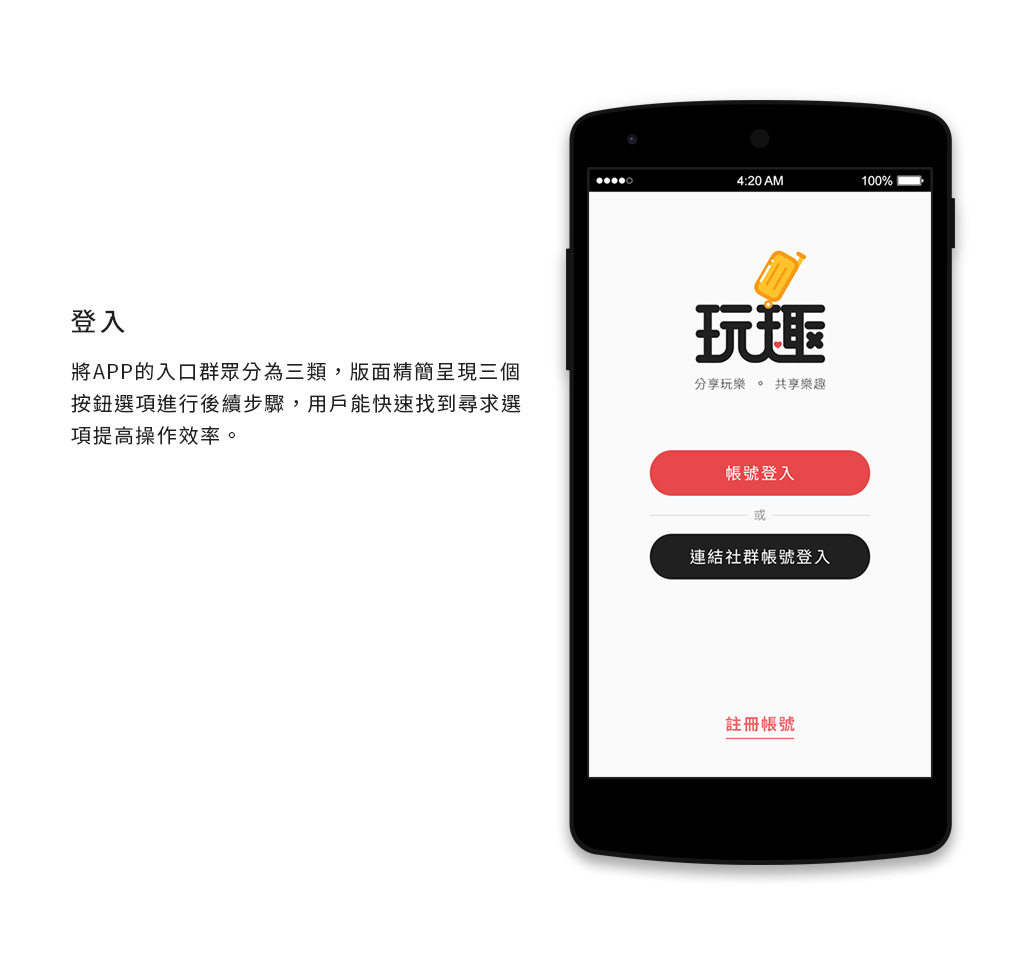 登入
將APP的入口群眾分為三類，版面精簡呈現三個
按鈕選項進行後續步驟，用戶能快速找到尋求選
項提高操作效率。
4:20 AM
100%
玩趣
分享玩樂 。 共享樂趣
帳號登入
或
連結社群帳號登入
註冊帳號